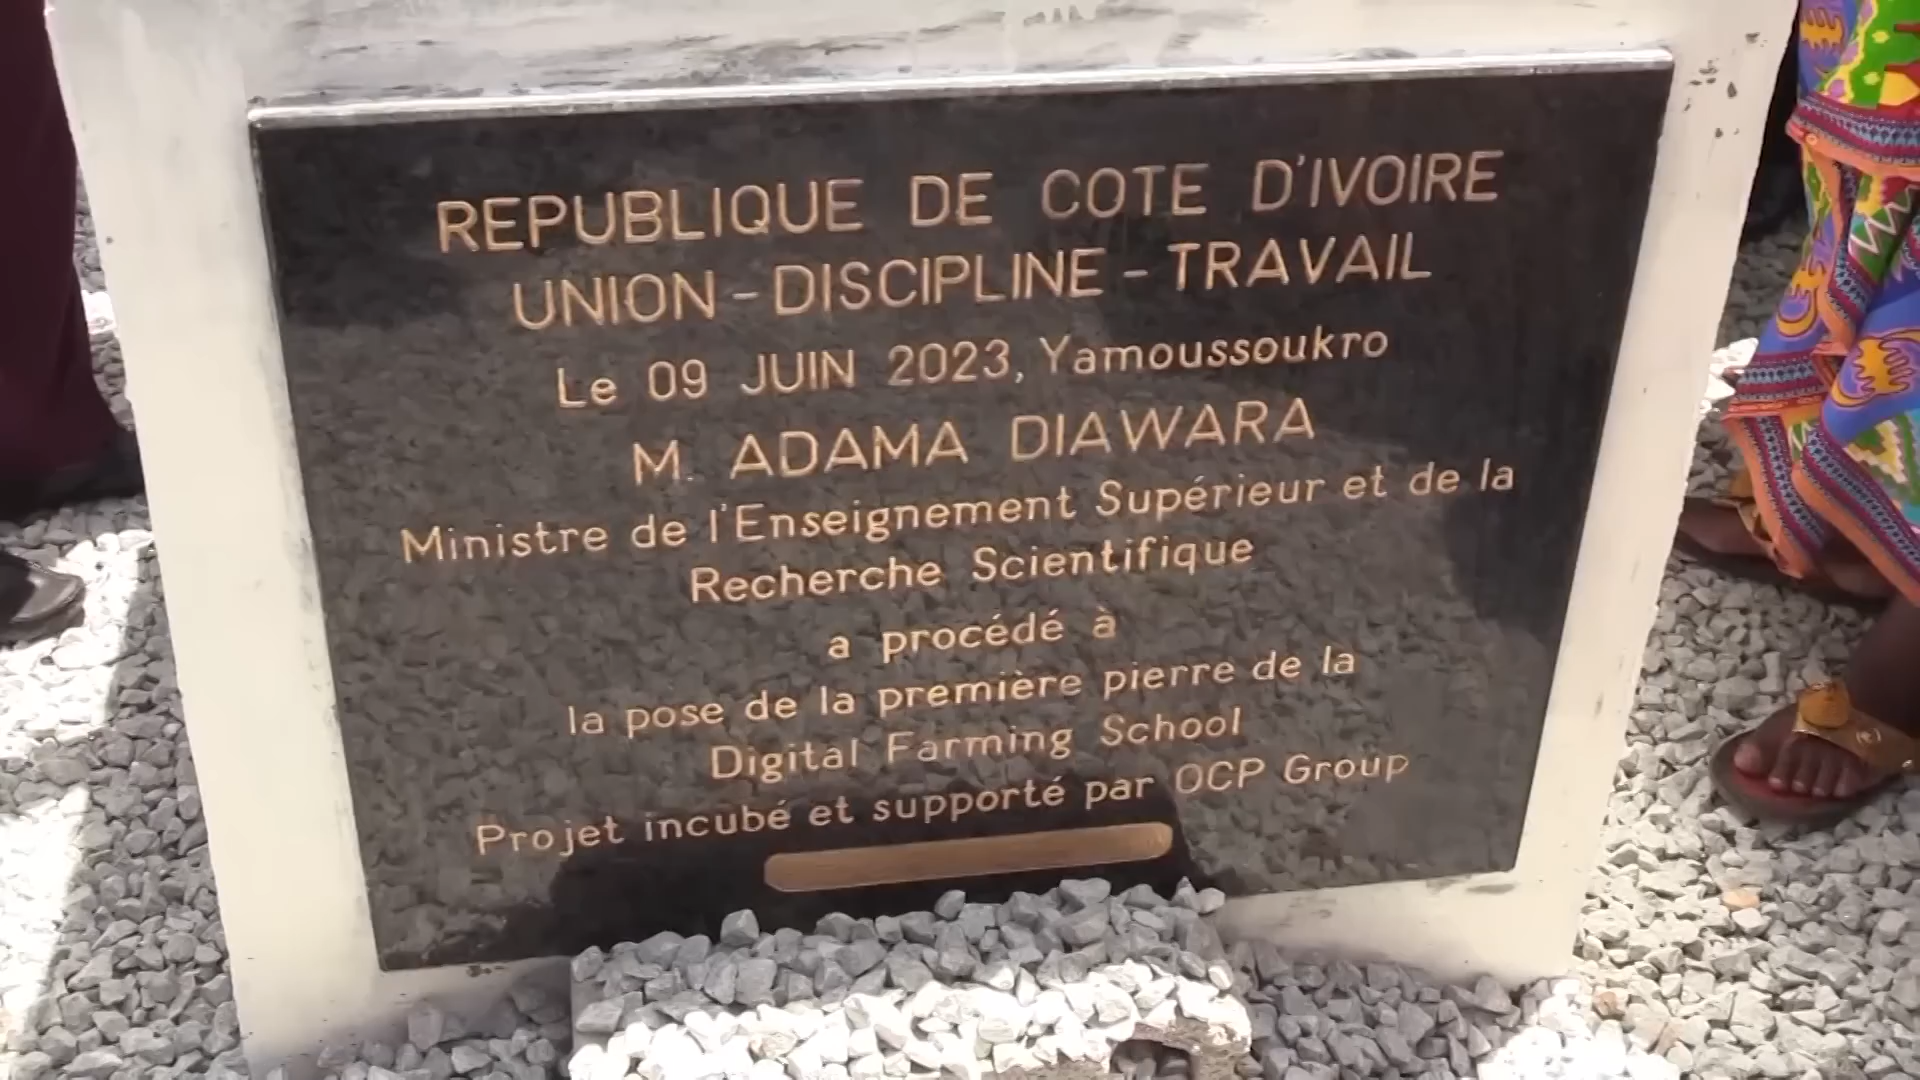 REPUBLIQUE DE COTE D'IVOIRE
UNION - DISCIPLINE - TRAVAIL
Le 09 JUIN 2023, Yamoussoukro
M. ADAMA DIAWARA
Ministre de l'Enseignement Supérieur et de la
Recherche Scientifique
a procédé à
la pose de la première pierre de la
Digital Farming School
Projet incubé et supporté par OCP Group